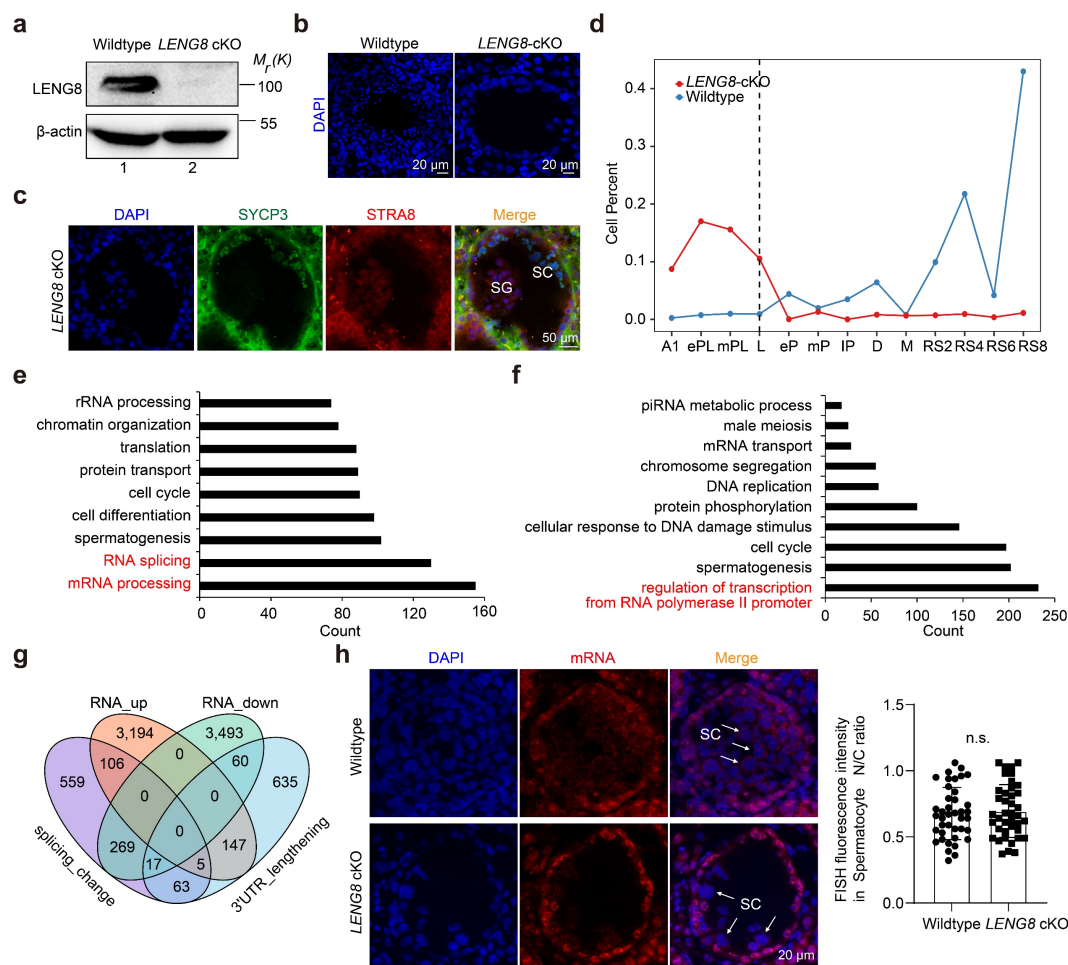 a
Wildtype LENG8 cKO
Mr(K)
LENG8
100
55
β-actin
1 2
b
Wildtype LENG8-cKO
DAPI
20 μm 20 μm
c
DAPI SYCP3 STRA8 Merge
LENG8 cKO
SC
SG
50 μm
d
LENG8-cKO
Wildtype
Cell Percent
0.4
0.3
0.2
0.1
0.0
A1 ePL mPL L eP mP lP D M RS2 RS4 RS6 RS8
e
rRNA processing
chromatin organization
translation
protein transport
cell cycle
cell differentiation
spermatogenesis
RNA splicing
mRNA processing
0 40 80 120 160
Count
f
piRNA metabolic process
male meiosis
mRNA transport
chromosome segregation
DNA replication
protein phosphorylation
cellular response to DNA damage stimulus
cell cycle
spermatogenesis
regulation of transcription
from RNA polymerase II promoter
0 50 100 150 200 250
Count
g
RNA_up RNA_down
3,194 3,493
0
559 106 60 635
0 0
0
269 147
17 5
63
splicing_change
3'UTR_lengthening
h
DAPI mRNA Merge
Wildtype
SC
LENG8 cKO
SC
20 μm
FISH fluorescence intensity
in Spermatocyte N/C ratio
1.5
1.0
0.5
0.0
n.s.
Wildtype LENG8 cKO